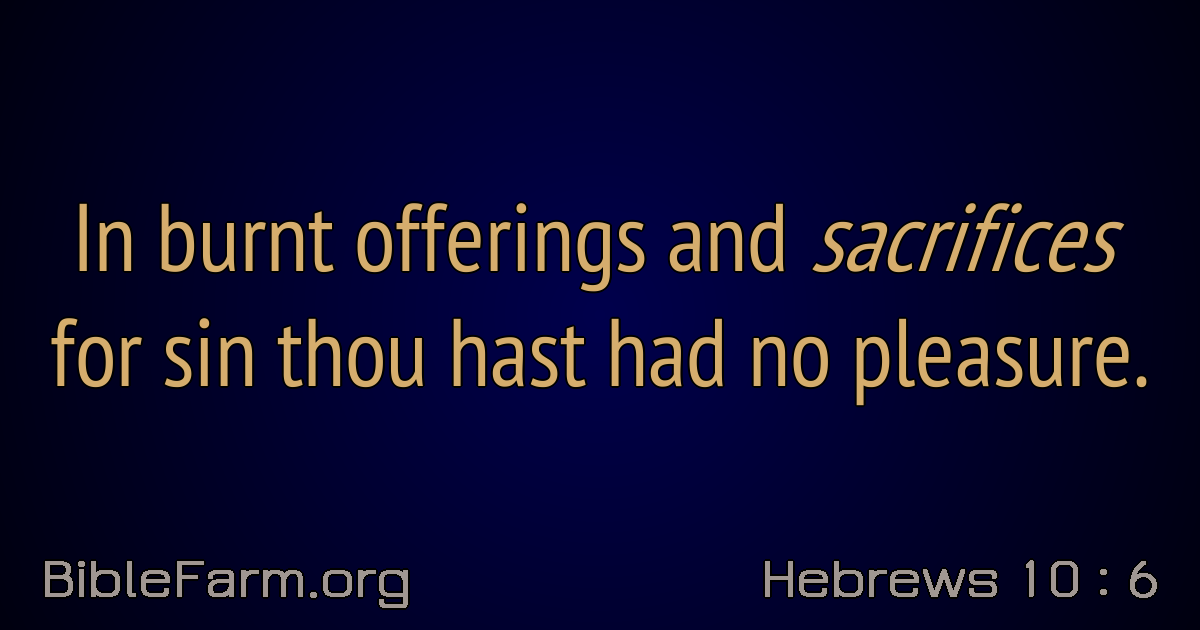 In burnt offerings and sacrifices
for sin thou hast had no pleasure.
BibleFarm.org
Hebrews 10 : 6